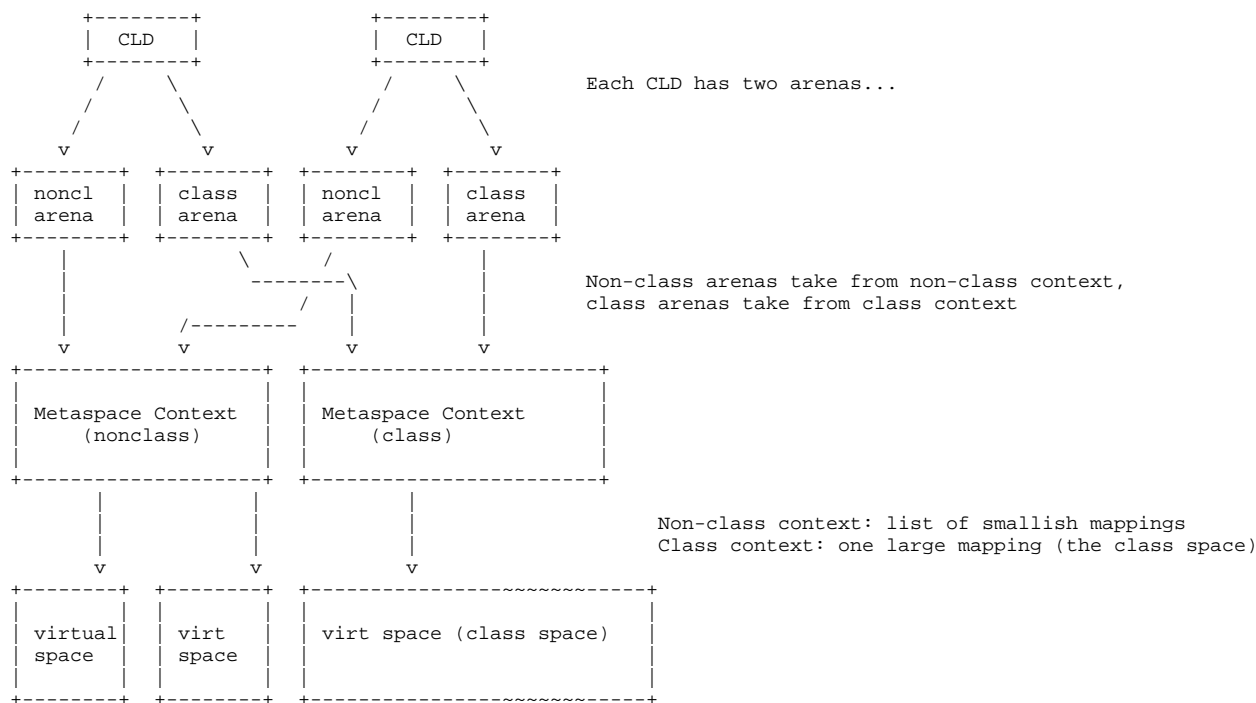 CLD CLD
Each CLD has two arenas...
noncl class noncl class
arena arena arena arena
Non-class arenas take from non-class context,
class arenas take from class context
Metaspace Context Metaspace Context
(nonclass) (class)
Non-class context: list of smallish mappings
Class context: one large mapping (the class space)
virtual virt virt space (class space)
space space